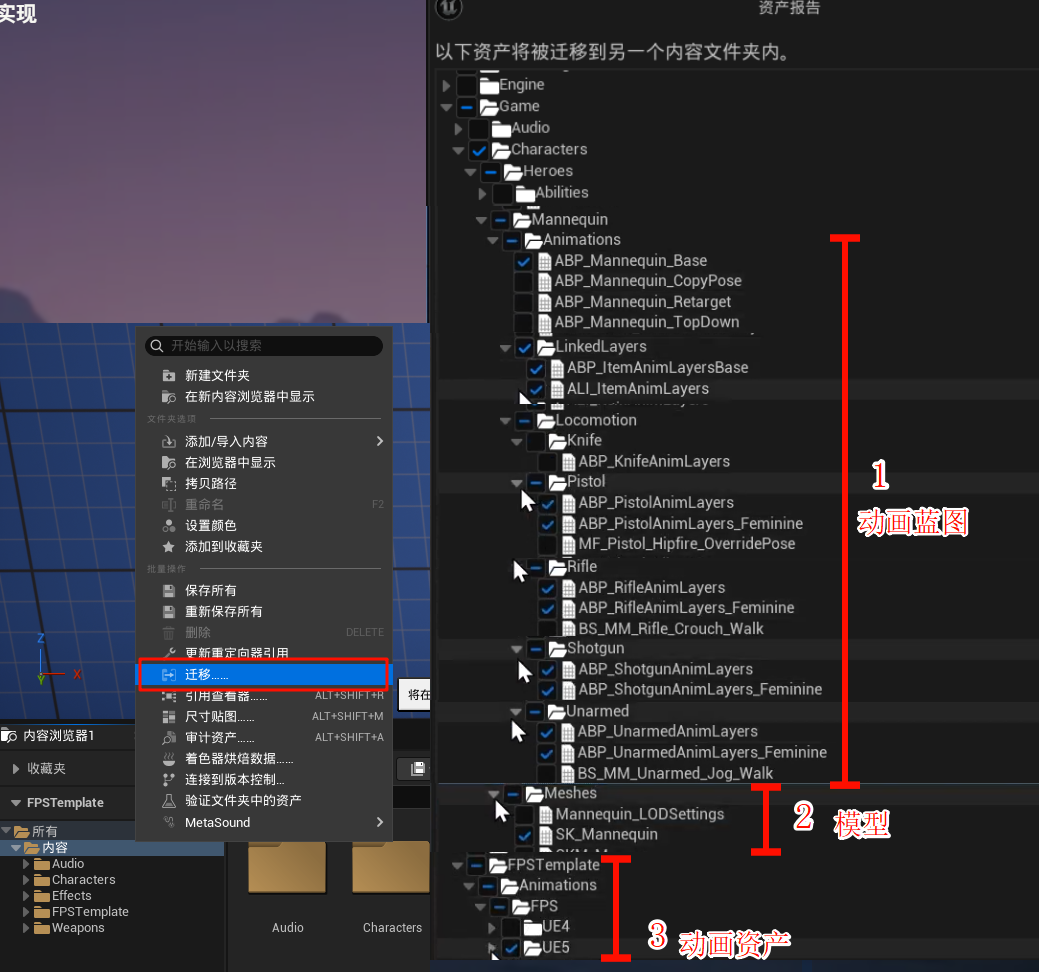 实现
资产报告
以下资产将被迁移到另一个内容文件夹内。
Engine
Game
Audio
Characters
Heroes
Abilities
Mannequin
Animations
ABP_Mannequin_Base
ABP_Mannequin_CopyPose
ABP_Mannequin_Retarget
ABP_Mannequin_TopDown
LinkedLayers
ABP_ItemAnimLayersBase
ALI_ItemAnimLayers
Locomotion
Knife
ABP_KnifeAnimLayers
Pistol
ABP_PistolAnimLayers
ABP_PistolAnimLayers_Feminine
MF_Pistol_Hipfire_OverridePose
Rifle
ABP_RifleAnimLayers
ABP_RifleAnimLayers_Feminine
BS_MM_Rifle_Crouch_Walk
Shotgun
ABP_ShotgunAnimLayers
ABP_ShotgunAnimLayers_Feminine
Unarmed
ABP_UnarmedAnimLayers
ABP_UnarmedAnimLayers_Feminine
BS_MM_Unarmed_Jog_Walk
1
动画蓝图
Meshes
Mannequin_LODSettings
SK_Mannequin
2 模型
FPSTemplate
Animations
FPS
UE4
UE5
3 动画资产
开始输入以搜索
新建文件夹
在新内容浏览器中显示
文件夹选项
添加/导入内容
在浏览器中显示
拷贝路径
重命名 F2
设置颜色
添加到收藏夹
批量操作
保存所有
重新保存所有
删除 DELETE
更新重定向器引用
迁移……
引用查看器…… ALT+SHIFT+R
尺寸贴图…… ALT+SHIFT+M
审计资产…… ALT+SHIFT+A
着色器烘焙数据……
连接到版本控制...
验证文件夹中的资产
MetaSound
将在
Z
X
Y
内容浏览器1
收藏夹
FPSTemplate
所有
内容
Audio
Characters
Effects
FPSTemplate
Weapons
Audio
Characters